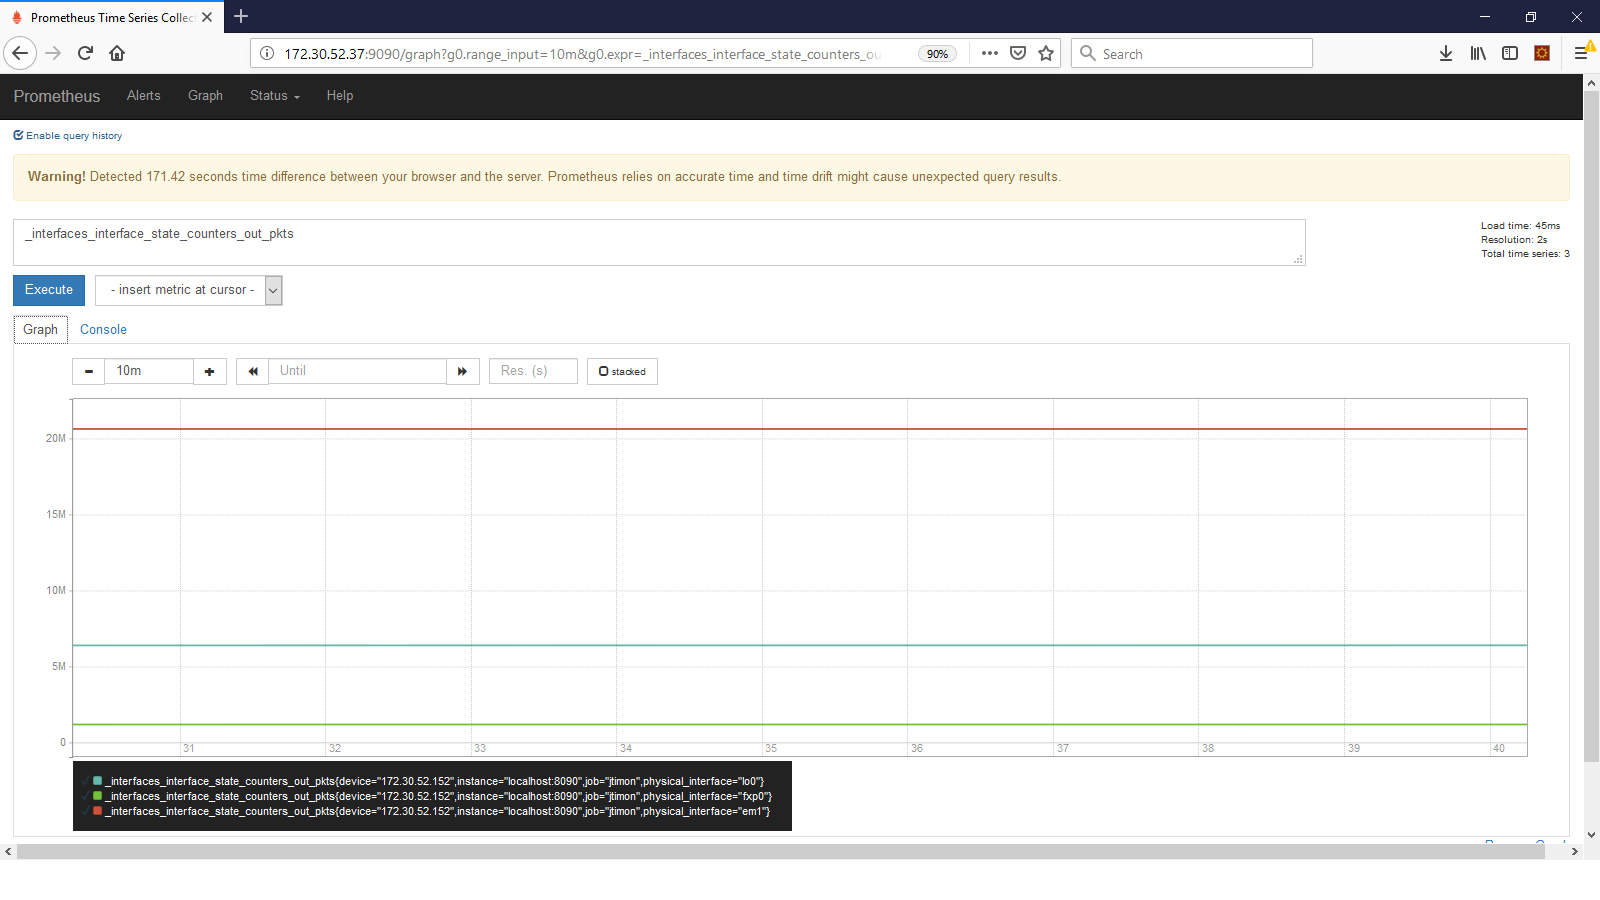 Prometheus Time Series Collec
172.30.52.37:9090/graph?g0.range_input=10m&g0.expr=_interfaces_interface_state_counters_ou
90%
Search
Prometheus Alerts Graph Status Help
Enable query history
Warning! Detected 171.42 seconds time difference between your browser and the server. Prometheus relies on accurate time and time drift might cause unexpected query results.
_interfaces_interface_state_counters_out_pkts
Load time: 45ms
Resolution: 2s
Total time series: 3
Execute
- insert metric at cursor -
Graph Console
- 10m + Until Res. (s) stacked
20M
15M
10M
5M
0
31 32 33 34 35 36 37 38 39 40
_interfaces_interface_state_counters_out_pkts{device="172.30.52.152",instance="localhost:8090",job="jtimon",physical_interface="lo0"}
_interfaces_interface_state_counters_out_pkts{device="172.30.52.152",instance="localhost:8090",job="jtimon",physical_interface="fxp0"}
_interfaces_interface_state_counters_out_pkts{device="172.30.52.152",instance="localhost:8090",job="jtimon",physical_interface="em1"}